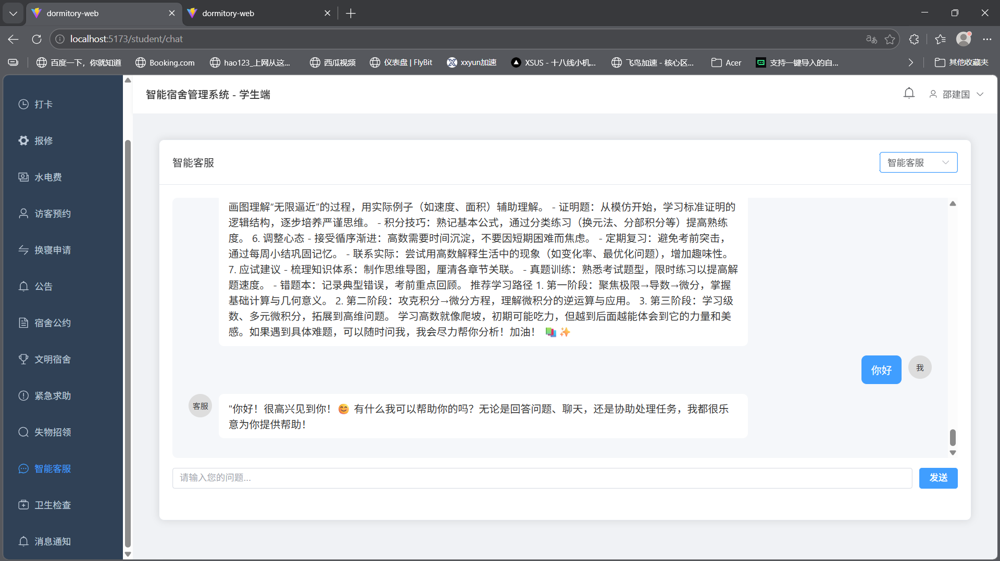 dormitory-web
dormitory-web
localhost:5173/student/chat
百度一下，你就知道
Booking.com
hao123_上网从这...
西瓜视频
仪表盘 | FlyBit
xxyun加速
XSUS - 十八线小机...
飞鸟加速 - 核心区...
Acer
支持一键导入的自...
其他收藏夹
智能宿舍管理系统 - 学生端
邵建国
打卡
报修
水电费
访客预约
换寝申请
公告
宿舍公约
文明宿舍
紧急求助
失物招领
智能客服
卫生检查
消息通知
智能客服
智能客服
画图理解“无限逼近”的过程，用实际例子（如速度、面积）辅助理解。 - 证明题：从模仿开始，学习标准证明的
逻辑结构，逐步培养严谨思维。 - 积分技巧：熟记基本公式，通过分类练习（换元法、分部积分等）提高熟练
度。 6. 调整心态 - 接受循序渐进：高数需要时间沉淀，不要因短期困难而焦虑。 - 定期复习：避免考前突击，
通过每周小结巩固记忆。 - 联系实际：尝试用高数解释生活中的现象（如变化率、最优化问题），增加趣味性。
7. 应试建议 - 梳理知识体系：制作思维导图，厘清各章节关联。 - 真题训练：熟悉考试题型，限时练习以提高解
题速度。 - 错题本：记录典型错误，考前重点回顾。 推荐学习路径 1. 第一阶段：聚焦极限→导数→微分，掌握
基础计算与几何意义。 2. 第二阶段：攻克积分→微分方程，理解微积分的逆运算与应用。 3. 第三阶段：学习级
数、多元微积分，拓展到高维问题。 学习高数就像爬坡，初期可能吃力，但越到后面越能体会到它的力量和美
感。如果遇到具体难题，可以随时问我，我会尽力帮你分析！加油！ 📚✨
你好
我
客服
"你好！很高兴见到你！😊 有什么我可以帮助你的吗？无论是回答问题、聊天，还是协助处理任务，我都很乐
意为你提供帮助！
请输入您的问题...
发送